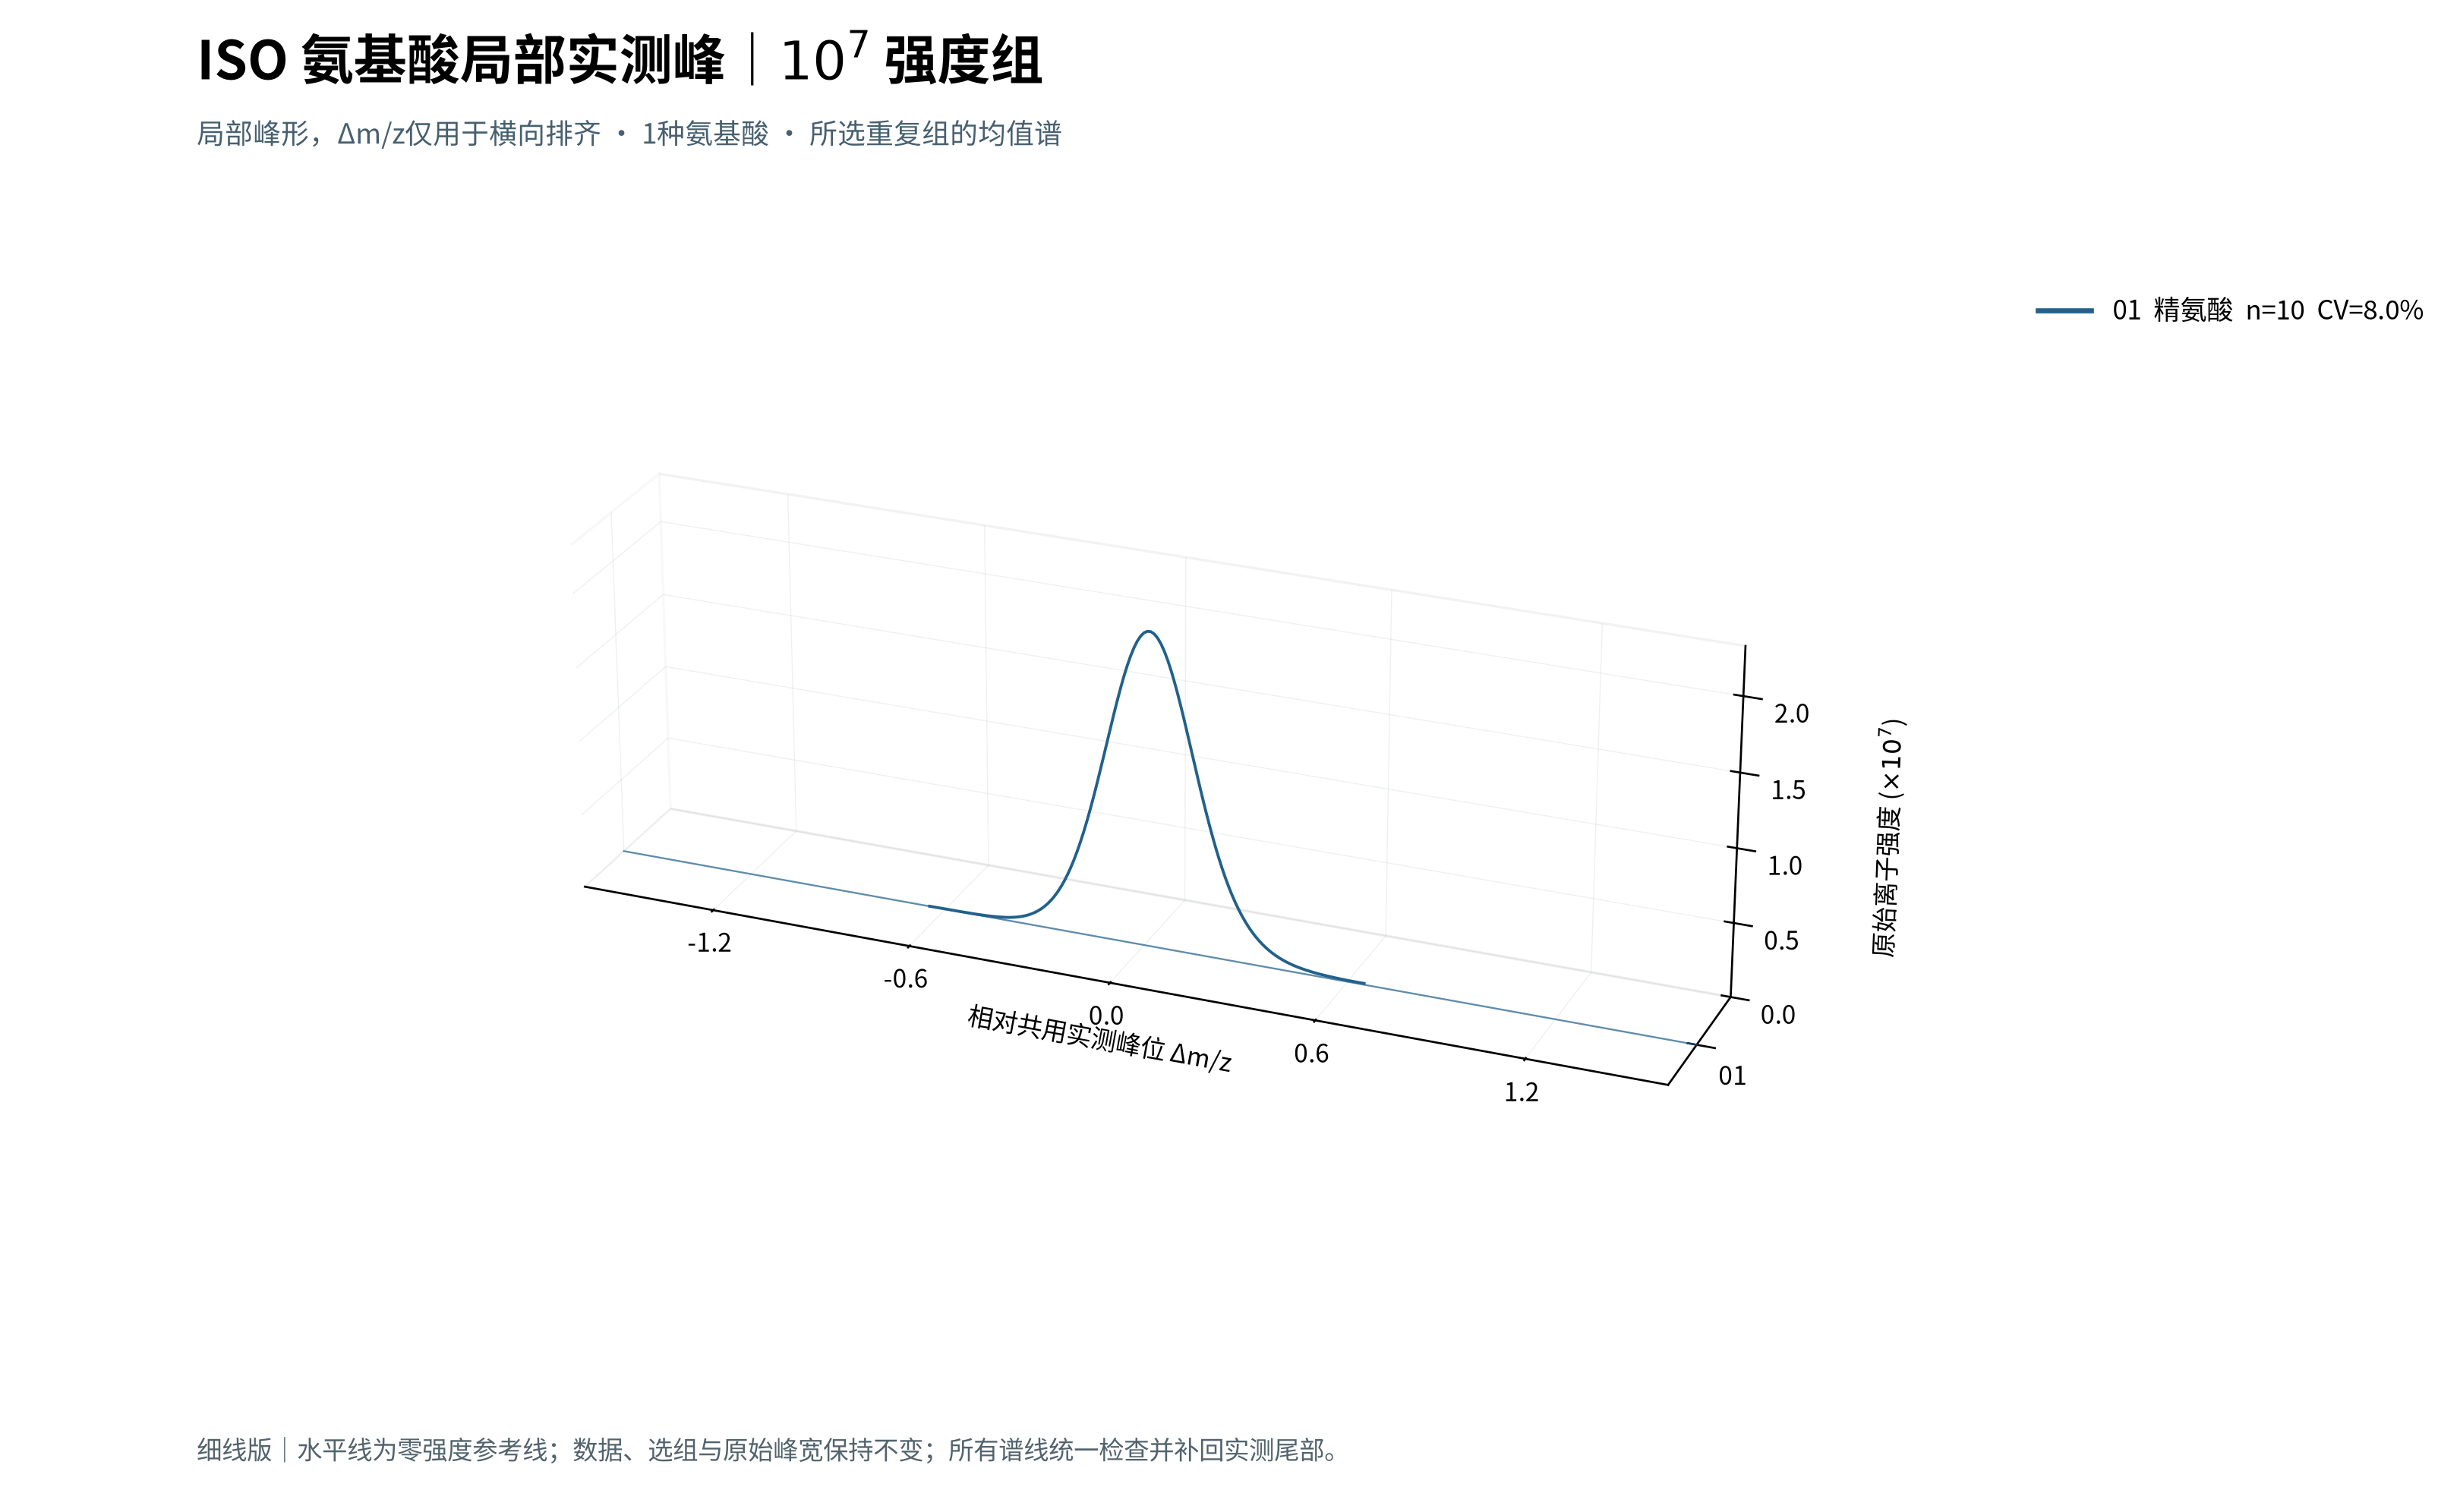 ISO 氨基酸局部实测峰｜10⁷ 强度组
局部峰形，Δm/z仅用于横向排齐 · 1种氨基酸 · 所选重复组的均值谱
01 精氨酸 n=10 CV=8.0%
2.0
1.5
1.0
0.5
0.0
原始离子强度 (×10⁷)
01
-1.2
-0.6
0.0
0.6
1.2
相对共用实测峰位 Δm/z
细线版｜水平线为零强度参考线；数据、选组与原始峰宽保持不变；所有谱线统一检查并补回实测尾部。